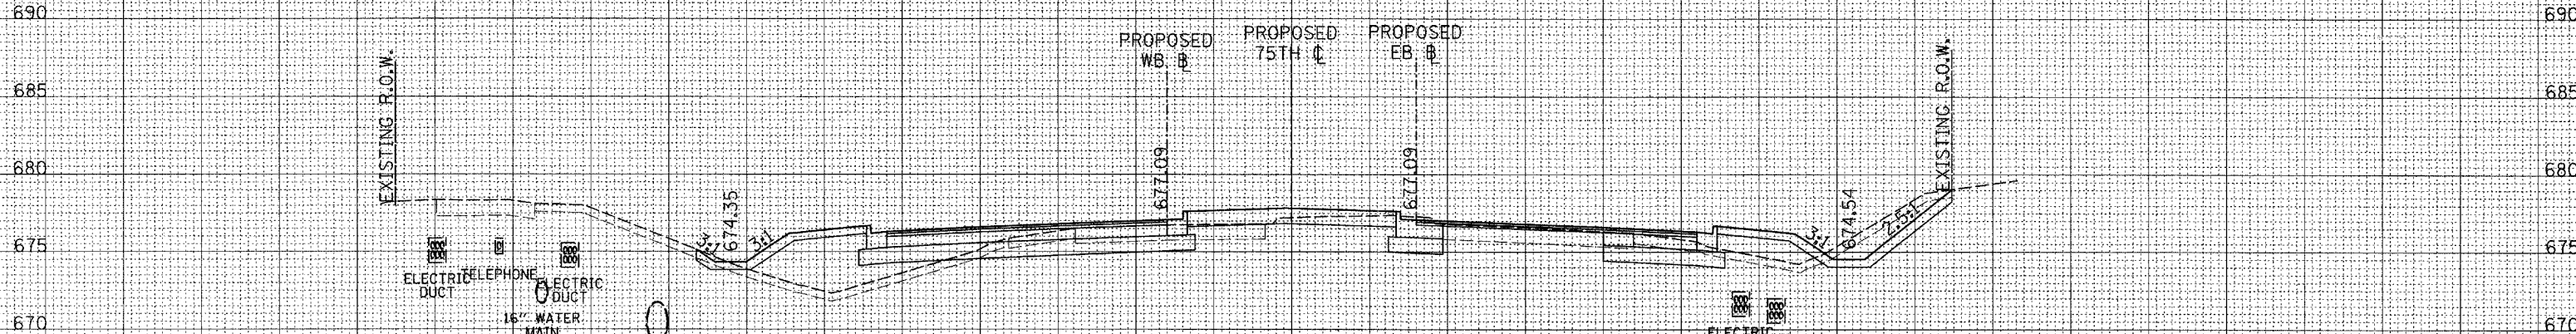 690
690
PROPOSED
WB ℄
PROPOSED
75TH ℄
PROPOSED
EB ℄
EXISTING R.O.W.
EXISTING R.O.W.
685
685
680
680
677.09
677.09
674.35
674.54
3:1
3:1
3:1
2.5:1
675
675
ELECTRIC
DUCT
TELEPHONE
ELECTRIC
DUCT
16" WATER
MAIN
ELECTRIC
670
670